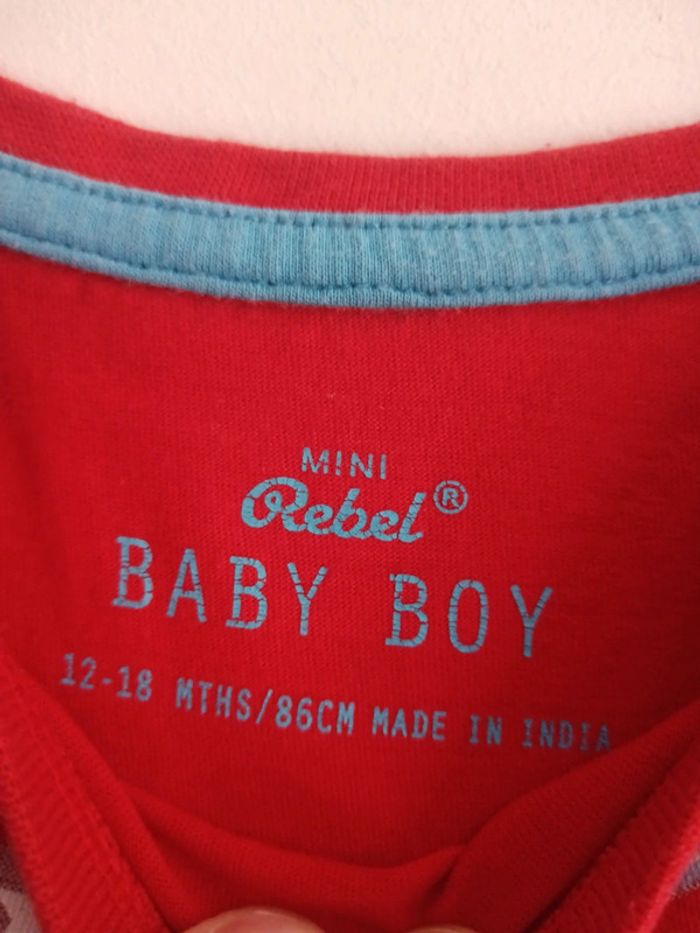 MINI
Rebel®
BABY BOY
12-18 MTHS/86CM MADE IN INDIA